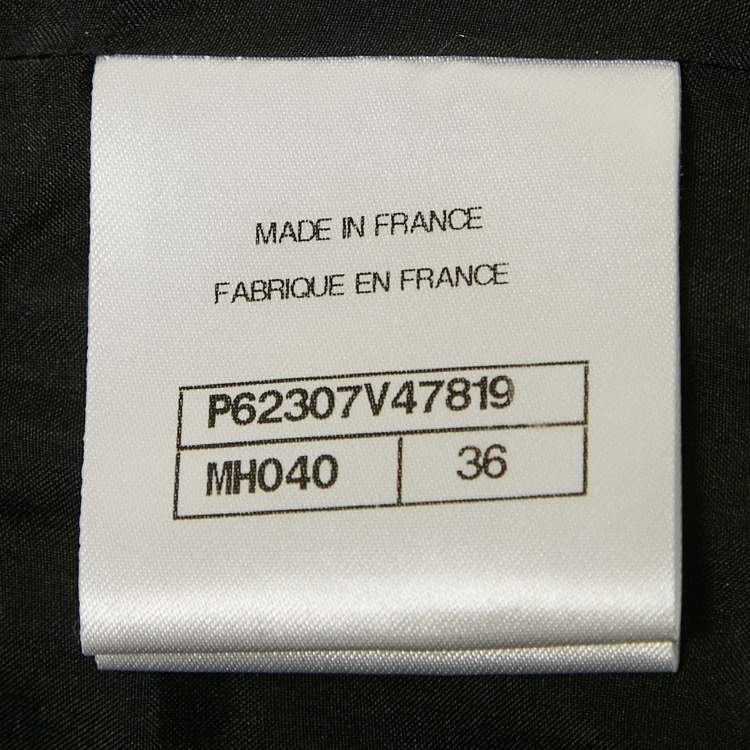 MADE IN FRANCE
FABRIQUE EN FRANCE
P62307V47819
MH040 36